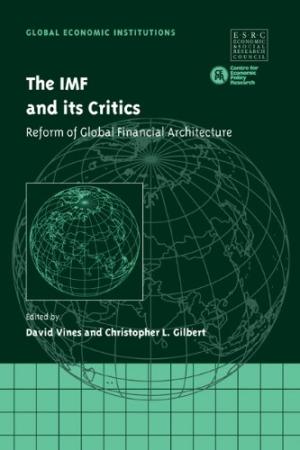 GLOBAL ECONOMIC INSTITUTIONS
E·S·R·C
ECONOMIC
& SOCIAL
RESEARCH
COUNCIL
CEPR
Centre for
Economic
Policy
Research
The IMF
and its Critics
Reform of Global Financial Architecture
Edited by
David Vines and Christopher L. Gilbert